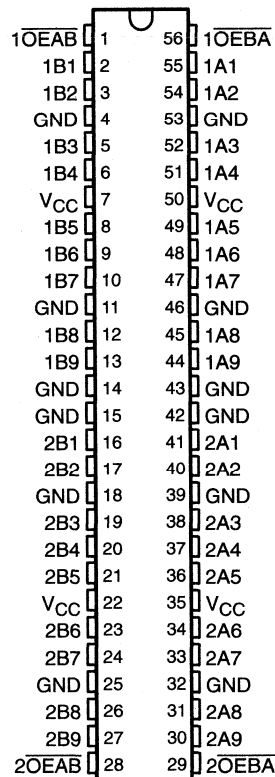 1O̅E̅A̅B̅ 1 56 1O̅E̅B̅A̅
1B1 2 55 1A1
1B2 3 54 1A2
GND 4 53 GND
1B3 5 52 1A3
1B4 6 51 1A4
VCC 7 50 VCC
1B5 8 49 1A5
1B6 9 48 1A6
1B7 10 47 1A7
GND 11 46 GND
1B8 12 45 1A8
1B9 13 44 1A9
GND 14 43 GND
GND 15 42 GND
2B1 16 41 2A1
2B2 17 40 2A2
GND 18 39 GND
2B3 19 38 2A3
2B4 20 37 2A4
2B5 21 36 2A5
VCC 22 35 VCC
2B6 23 34 2A6
2B7 24 33 2A7
GND 25 32 GND
2B8 26 31 2A8
2B9 27 30 2A9
2O̅E̅A̅B̅ 28 29 2O̅E̅B̅A̅